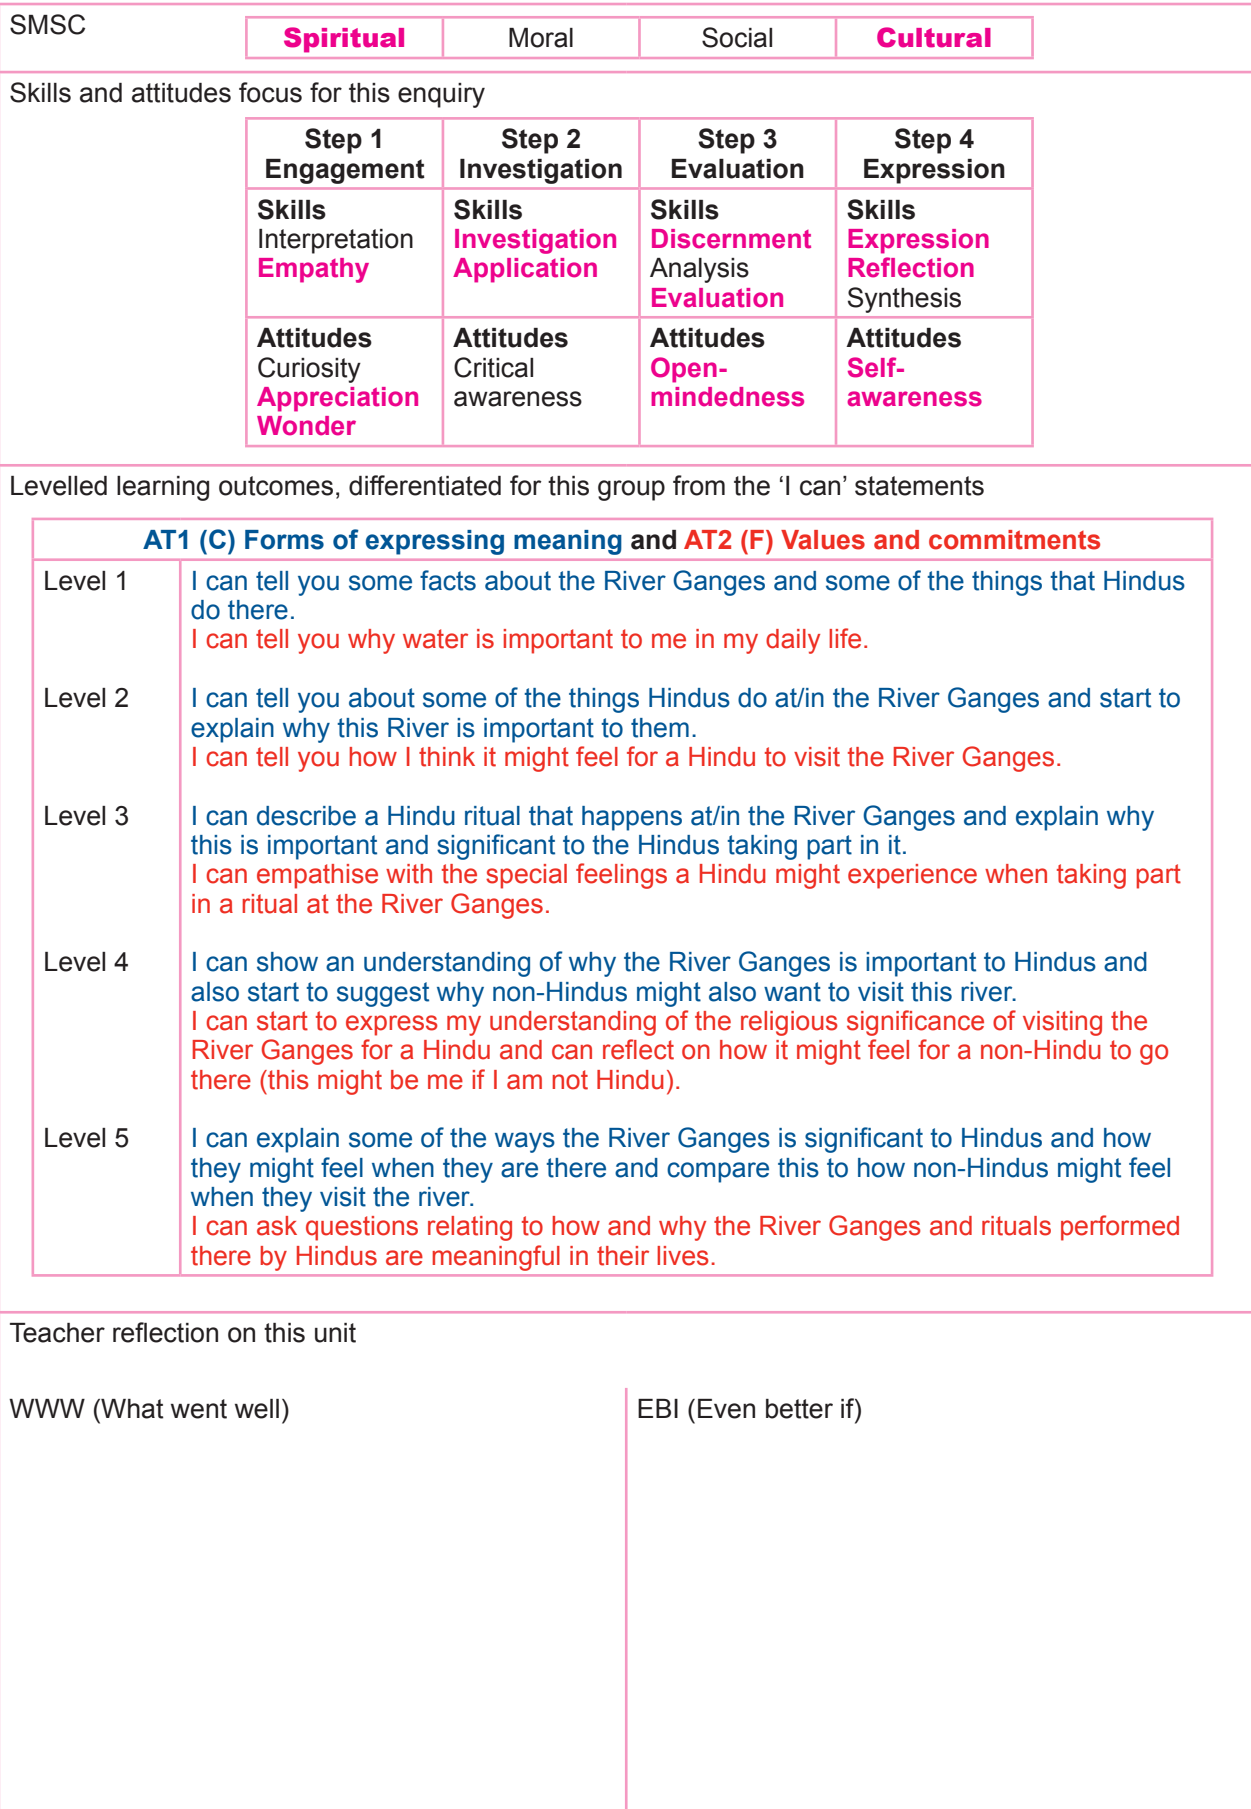 SMSC
Spiritual Moral Social Cultural
Skills and attitudes focus for this enquiry
Step 1 Step 2 Step 3 Step 4
Engagement Investigation Evaluation Expression
Skills Skills Skills Skills
Interpretation Investigation Discernment Expression
Empathy Application Analysis Reflection
Evaluation Synthesis
Attitudes Attitudes Attitudes Attitudes
Curiosity Critical Open- Self-
Appreciation awareness mindedness awareness
Wonder
Levelled learning outcomes, differentiated for this group from the ‘I can’ statements
AT1 (C) Forms of expressing meaning and AT2 (F) Values and commitments
Level 1 I can tell you some facts about the River Ganges and some of the things that Hindus
do there.
I can tell you why water is important to me in my daily life.
Level 2 I can tell you about some of the things Hindus do at/in the River Ganges and start to
explain why this River is important to them.
I can tell you how I think it might feel for a Hindu to visit the River Ganges.
Level 3 I can describe a Hindu ritual that happens at/in the River Ganges and explain why
this is important and significant to the Hindus taking part in it.
I can empathise with the special feelings a Hindu might experience when taking part
in a ritual at the River Ganges.
Level 4 I can show an understanding of why the River Ganges is important to Hindus and
also start to suggest why non-Hindus might also want to visit this river.
I can start to express my understanding of the religious significance of visiting the
River Ganges for a Hindu and can reflect on how it might feel for a non-Hindu to go
there (this might be me if I am not Hindu).
Level 5 I can explain some of the ways the River Ganges is significant to Hindus and how
they might feel when they are there and compare this to how non-Hindus might feel
when they visit the river.
I can ask questions relating to how and why the River Ganges and rituals performed
there by Hindus are meaningful in their lives.
Teacher reflection on this unit
WWW (What went well) EBI (Even better if)